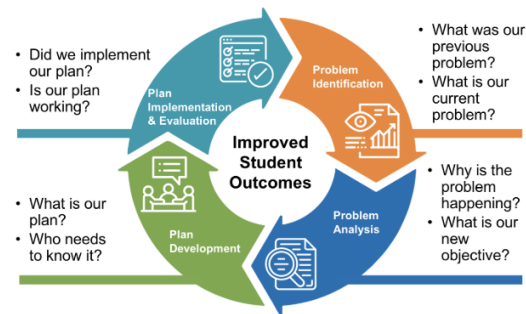 • Did we implement
our plan?
• Is our plan
working?
Plan
Implementation
& Evaluation
Problem
Identification
• What was our
previous
problem?
• What is our
current
problem?
Improved
Student
Outcomes
• What is our
plan?
• Who needs
to know it?
Plan
Development
Problem
Analysis
• Why is the
problem
happening?
• What is our
new
objective?